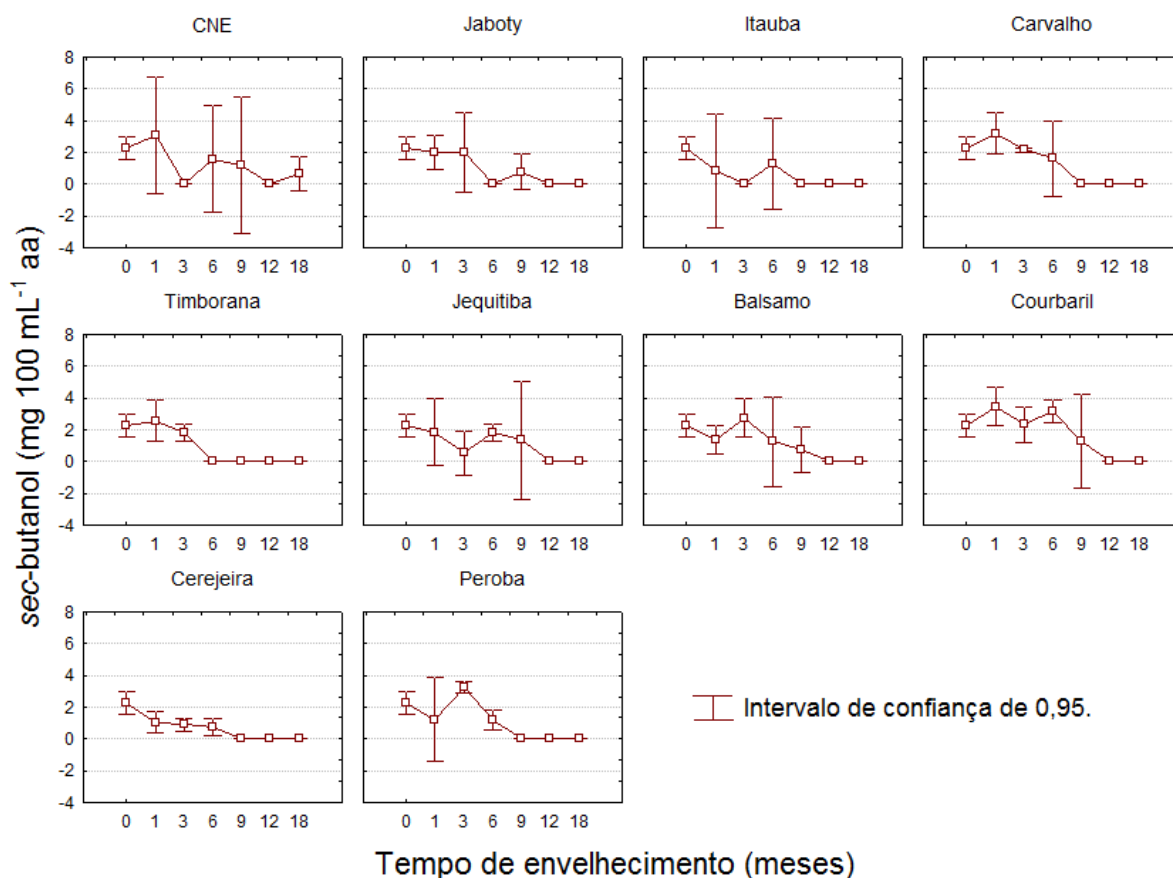 CNE
Jaboty
Itauba
Carvalho
8
6
4
2
0
-2
-4
0 1 3 6 9 12 18
0 1 3 6 9 12 18
0 1 3 6 9 12 18
0 1 3 6 9 12 18
Timborana
Jequitiba
Balsamo
Courbaril
8
6
4
2
0
-2
-4
0 1 3 6 9 12 18
0 1 3 6 9 12 18
0 1 3 6 9 12 18
0 1 3 6 9 12 18
Cerejeira
Peroba
8
6
4
2
0
-2
-4
0 1 3 6 9 12 18
0 1 3 6 9 12 18
sec-butanol (mg 100 mL⁻¹ aa)
Intervalo de confiança de 0,95.
Tempo de envelhecimento (meses)